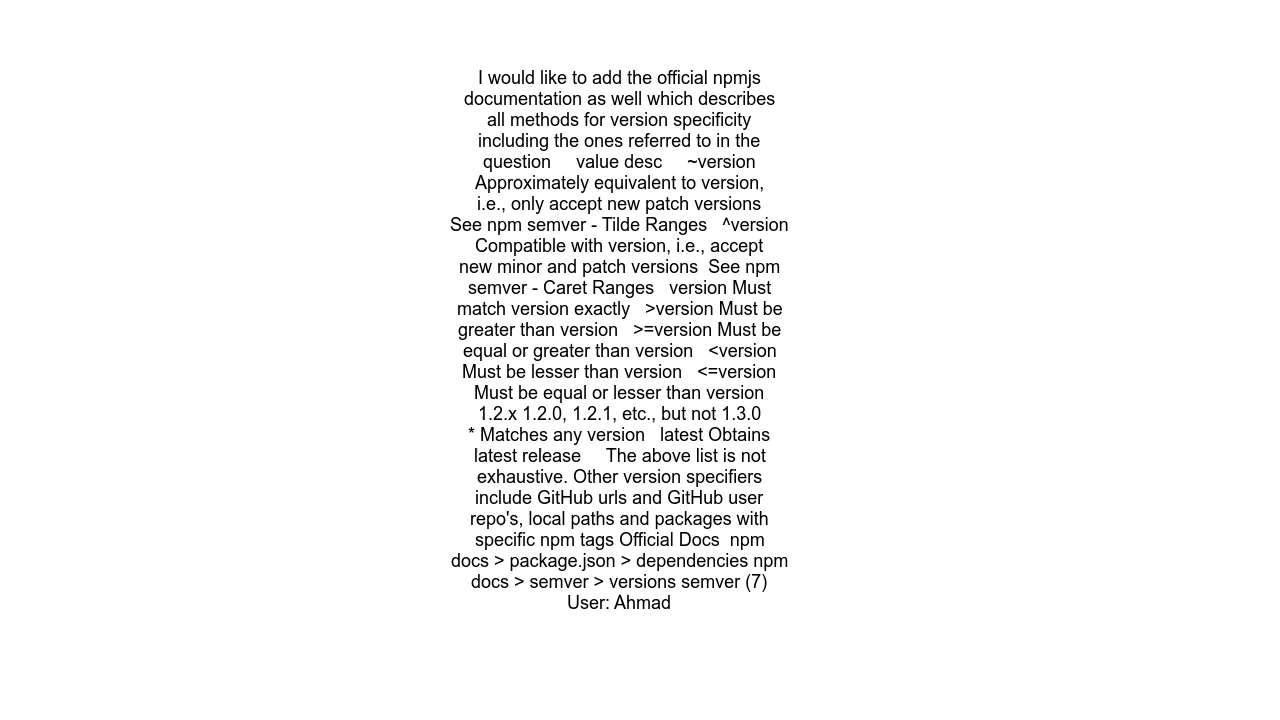 I would like to add the official npmjs
documentation as well which describes
all methods for version specificity
including the ones referred to in the
question     value desc     ~version
Approximately equivalent to version,
i.e., only accept new patch versions
See npm semver - Tilde Ranges   ^version
Compatible with version, i.e., accept
new minor and patch versions  See npm
semver - Caret Ranges   version Must
match version exactly   >version Must be
greater than version   >=version Must be
equal or greater than version   <version
Must be lesser than version   <=version
Must be equal or lesser than version
1.2.x 1.2.0, 1.2.1, etc., but not 1.3.0
* Matches any version   latest Obtains
latest release     The above list is not
exhaustive. Other version specifiers
include GitHub urls and GitHub user
repo's, local paths and packages with
specific npm tags Official Docs  npm
docs > package.json > dependencies npm
docs > semver > versions semver (7)
User: Ahmad